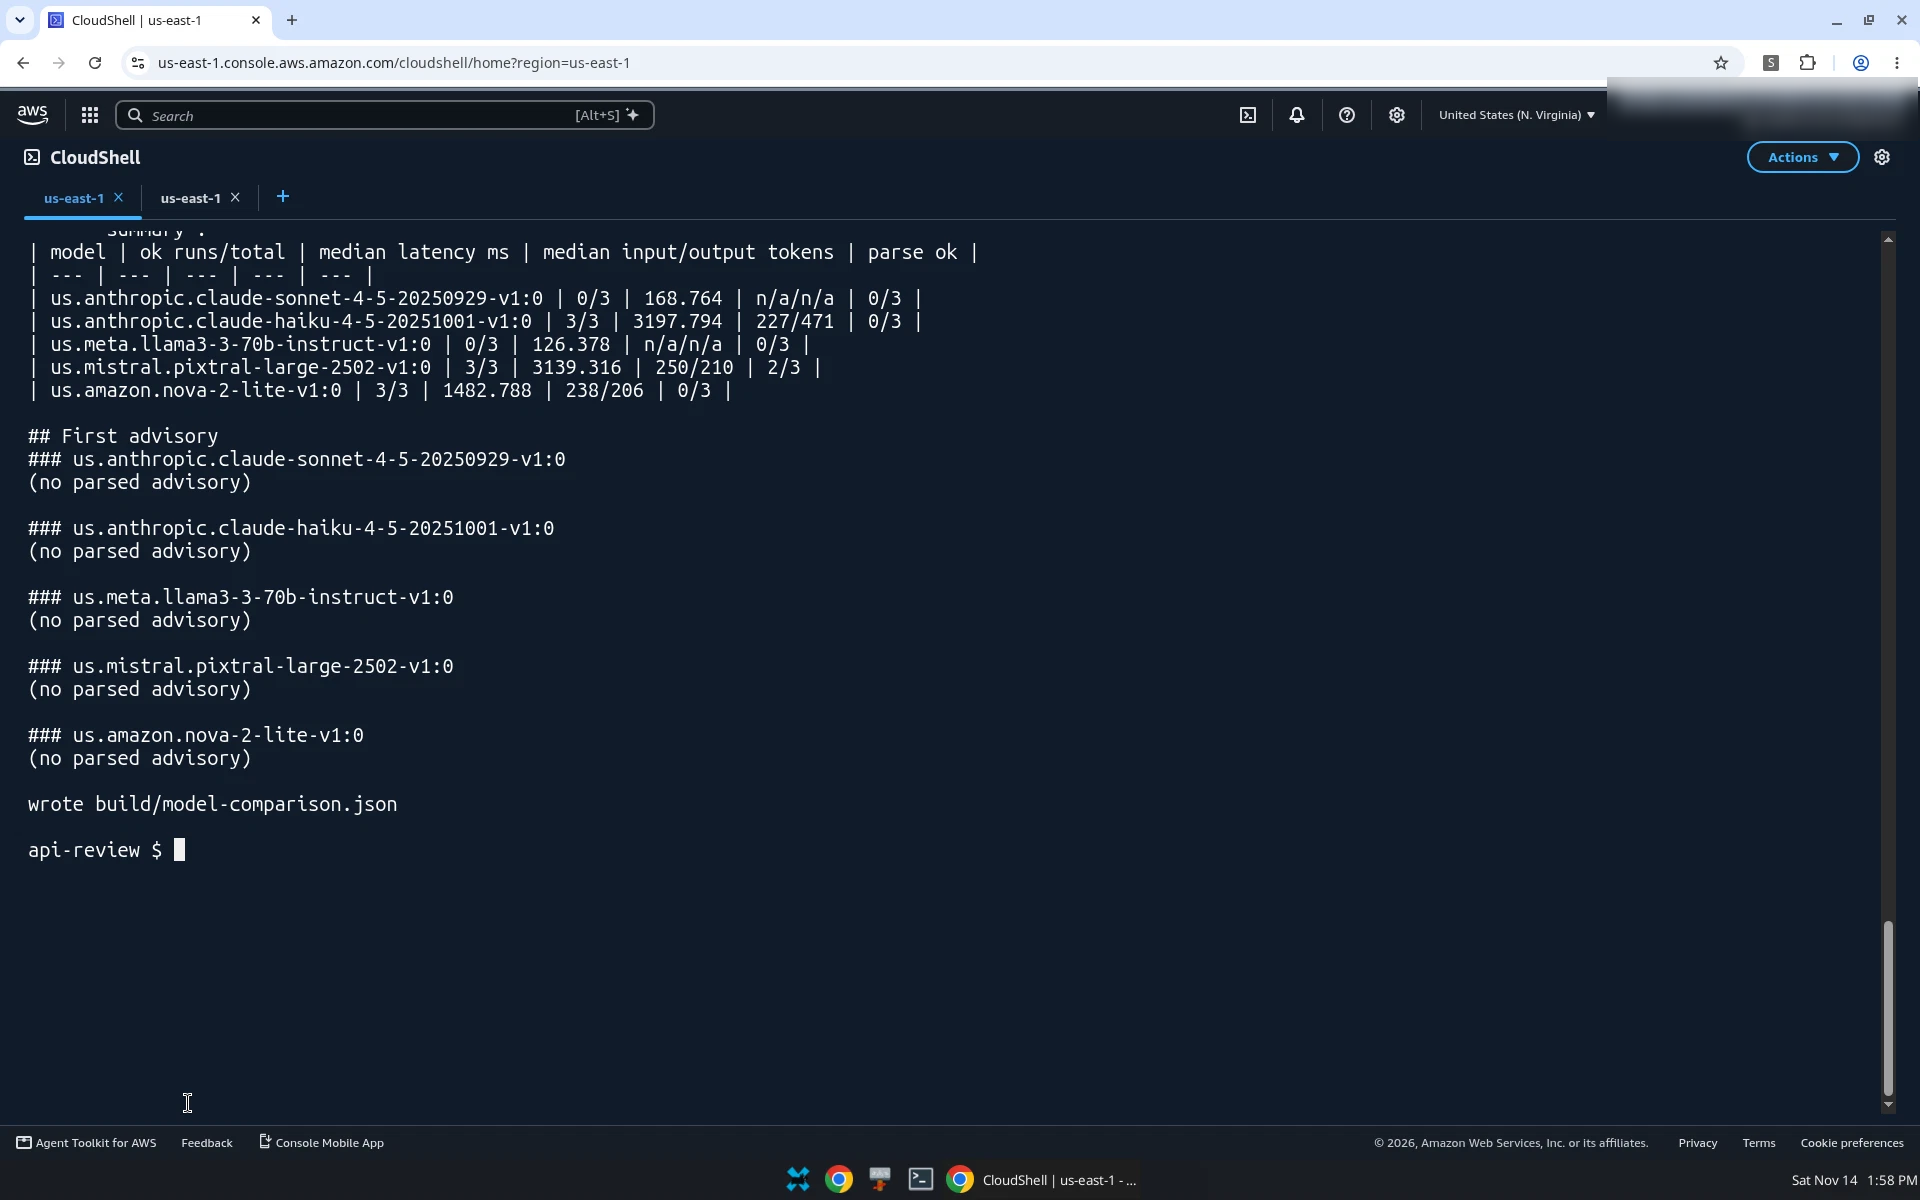 CloudShell | us-east-1
us-east-1.console.aws.amazon.com/cloudshell/home?region=us-east-1
S
aws
Search
[Alt+S]
United States (N. Virginia)
CloudShell
Actions
us-east-1
us-east-1
summary".
| model | ok runs/total | median latency ms | median input/output tokens | parse ok |
| --- | --- | --- | --- | --- |
| us.anthropic.claude-sonnet-4-5-20250929-v1:0 | 0/3 | 168.764 | n/a/n/a | 0/3 |
| us.anthropic.claude-haiku-4-5-20251001-v1:0 | 3/3 | 3197.794 | 227/471 | 0/3 |
| us.meta.llama3-3-70b-instruct-v1:0 | 0/3 | 126.378 | n/a/n/a | 0/3 |
| us.mistral.pixtral-large-2502-v1:0 | 3/3 | 3139.316 | 250/210 | 2/3 |
| us.amazon.nova-2-lite-v1:0 | 3/3 | 1482.788 | 238/206 | 0/3 |
## First advisory
### us.anthropic.claude-sonnet-4-5-20250929-v1:0
(no parsed advisory)
### us.anthropic.claude-haiku-4-5-20251001-v1:0
(no parsed advisory)
### us.meta.llama3-3-70b-instruct-v1:0
(no parsed advisory)
### us.mistral.pixtral-large-2502-v1:0
(no parsed advisory)
### us.amazon.nova-2-lite-v1:0
(no parsed advisory)
wrote build/model-comparison.json
api-review $
Agent Toolkit for AWS
Feedback
Console Mobile App
© 2026, Amazon Web Services, Inc. or its affiliates.
Privacy
Terms
Cookie preferences
CloudShell | us-east-1 - ...
Sat Nov 14 1:58 PM